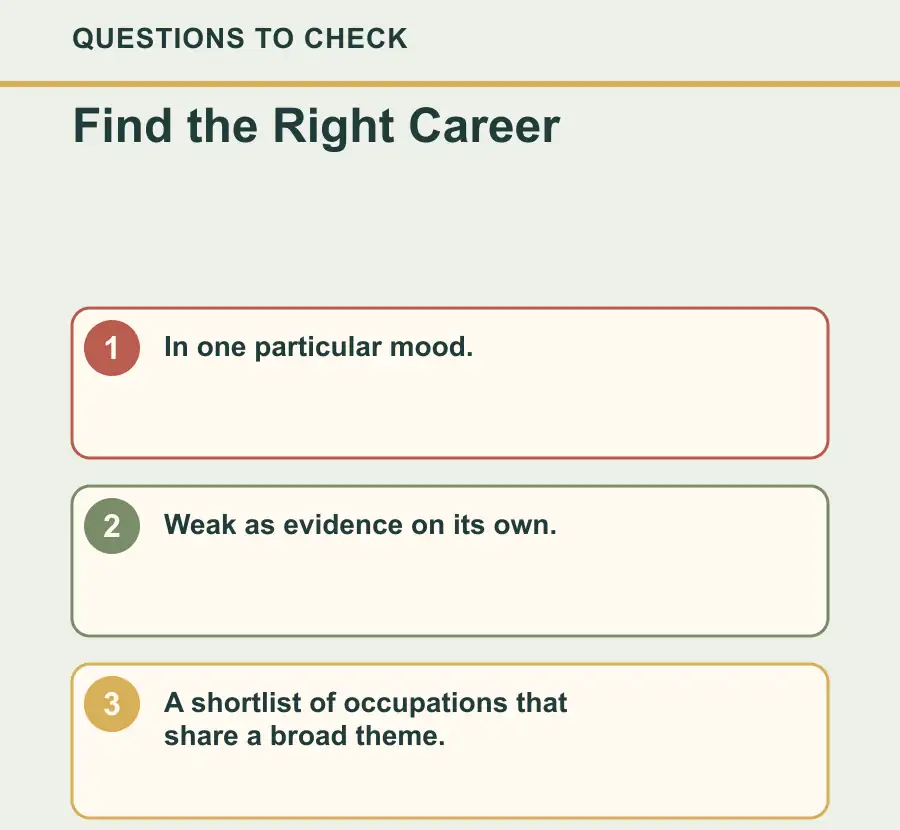 QUESTIONS TO CHECK
Find the Right Career
1
In one particular mood.
2
Weak as evidence on its own.
3
A shortlist of occupations that
share a broad theme.